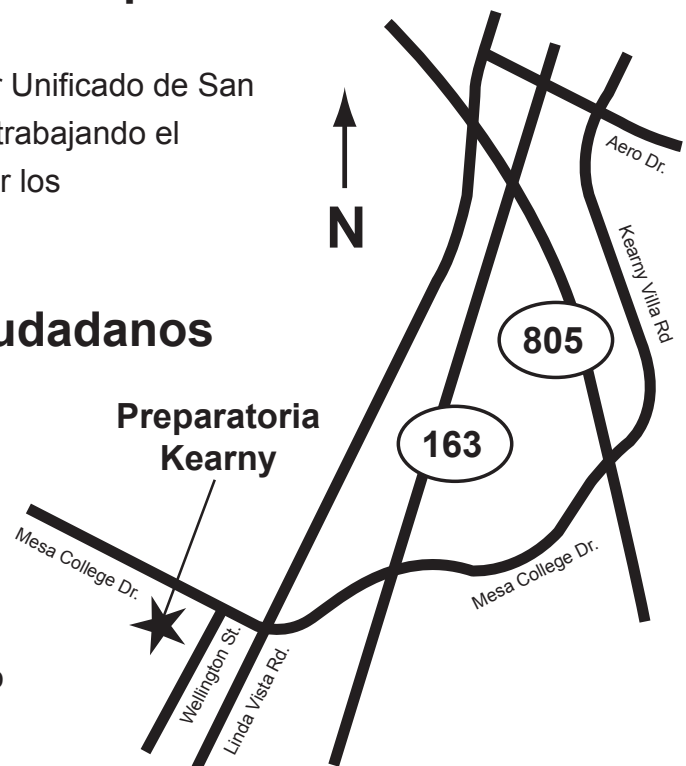 r Unificado de San
trabajando el
r los
N
udadanos
Preparatoria
Kearny
805
163
Aero Dr.
Kearny Villa Rd
Mesa College Dr.
Mesa College Dr.
Wellington St.
Linda Vista Rd.